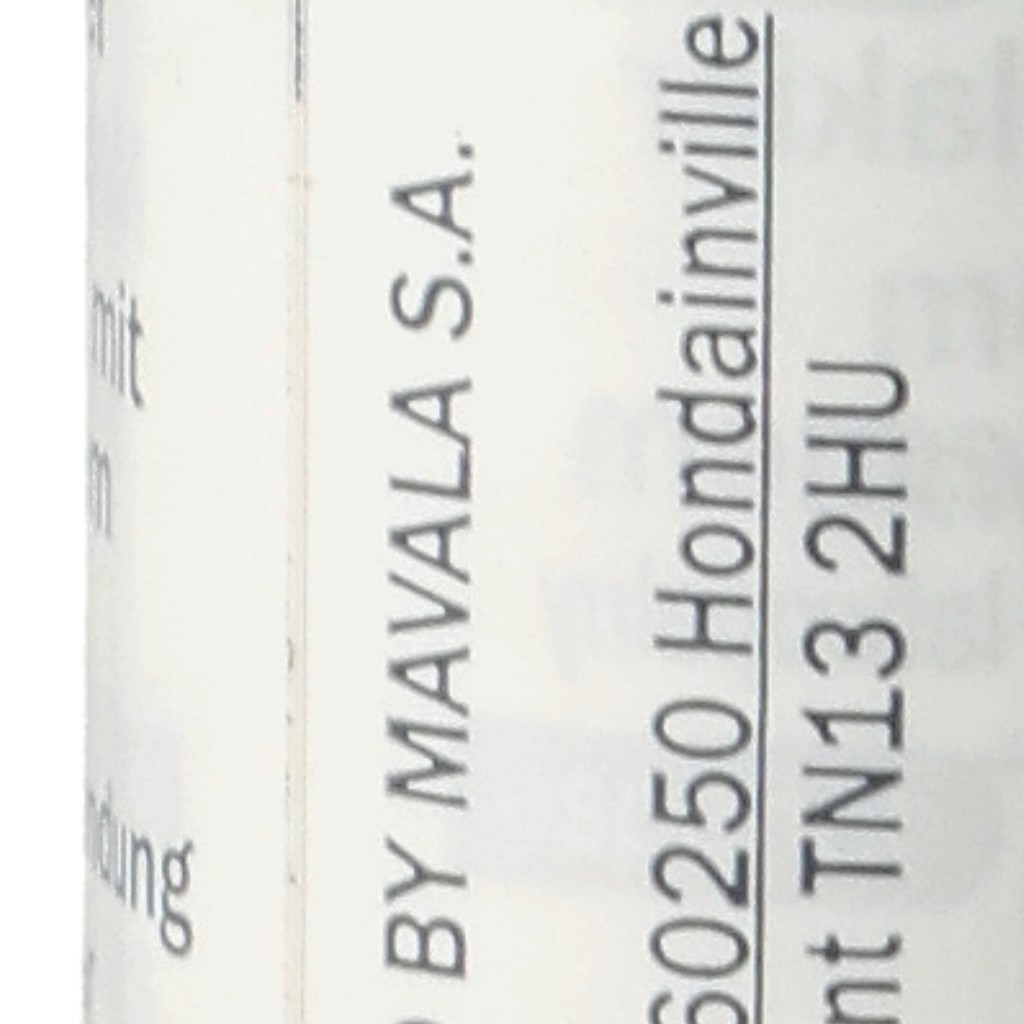 mit
m
dung
BY MAVALA S.A.
60250 Hondainville
nt TN13 2HU